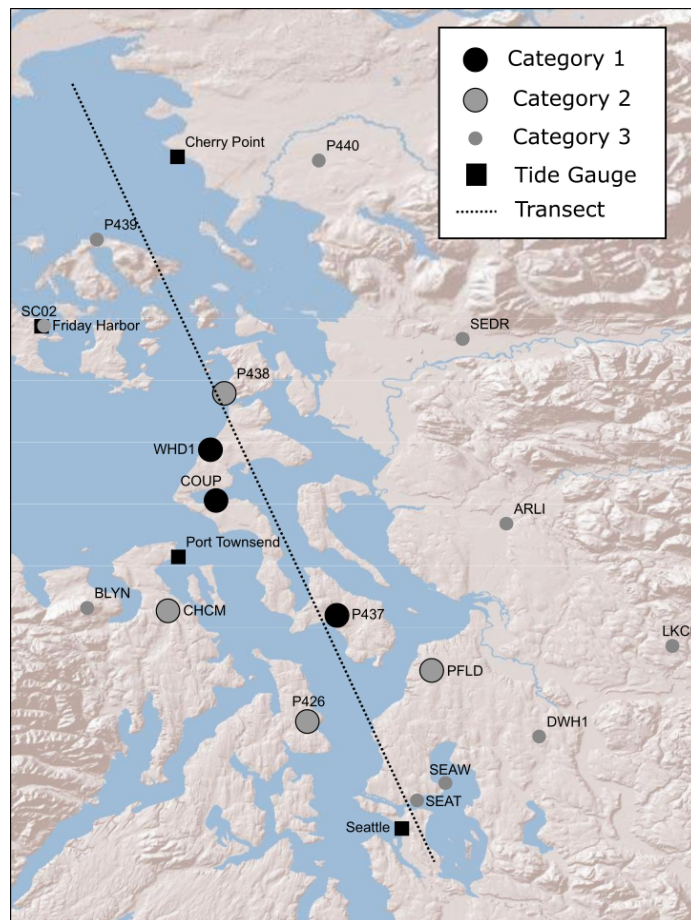 Category 1
Category 2
Category 3
Tide Gauge
Transect
Cherry Point
P440
P439
SC02
Friday Harbor
SEDR
P438
WHD1
COUP
ARLI
Port Townsend
BLYN
CHCM
P437
LKC
PFLD
P426
DWH1
SEAW
SEAT
Seattle